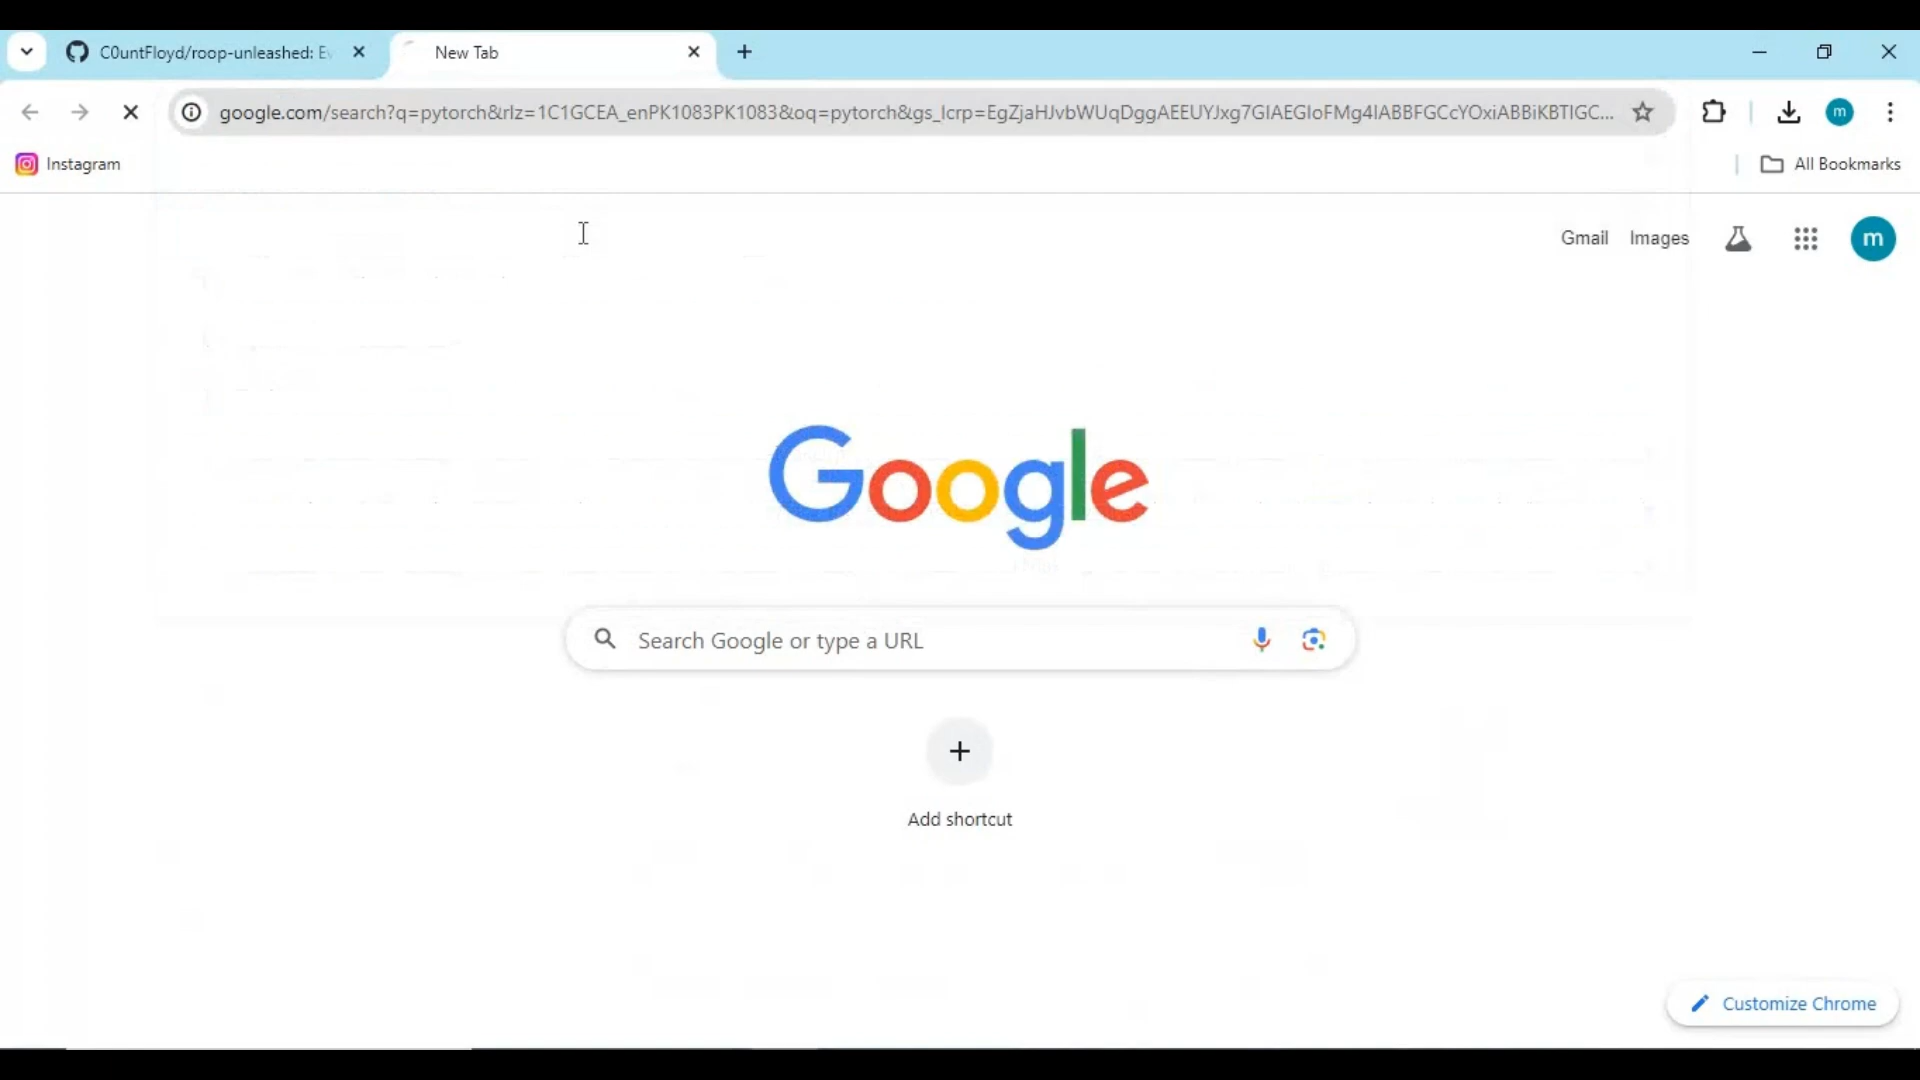 C0untFloyd/roop-unleashed: Ev
New Tab
google.com/search?q=pytorch&rlz=1C1GCEA_enPK1083PK1083&oq=pytorch&gs_lcrp=EgZjaHJvbWUqDggAEEUYJxg7GIAEGIoFMg4IABBFGCcYOxiABBiKBTIGC...
m
Instagram
All Bookmarks
Gmail
Images
m
Google
Search Google or type a URL
Add shortcut
Customize Chrome